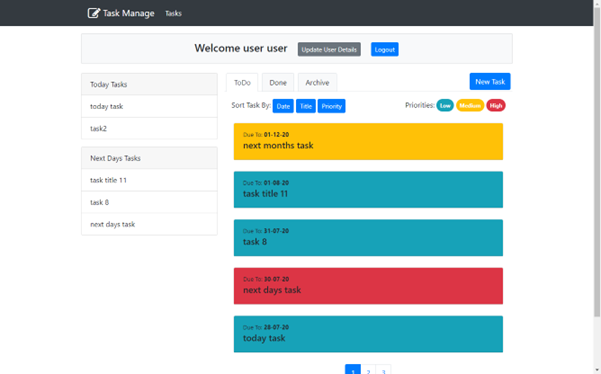 Task Manage Tasks
Welcome user user Update User Details Logout
Today Tasks
today task
task2
Next Days Tasks
task title 11
task 8
next days task
ToDo Done Archive New Task
Sort Task By: Date Title Priority Priorities: Low Medium High
Due To: 01-12-20
next months task
Due To: 01-08-20
task title 11
Due To: 31-07-20
task 8
Due To: 30-07-20
next days task
Due To: 28-07-20
today task
1 2 3